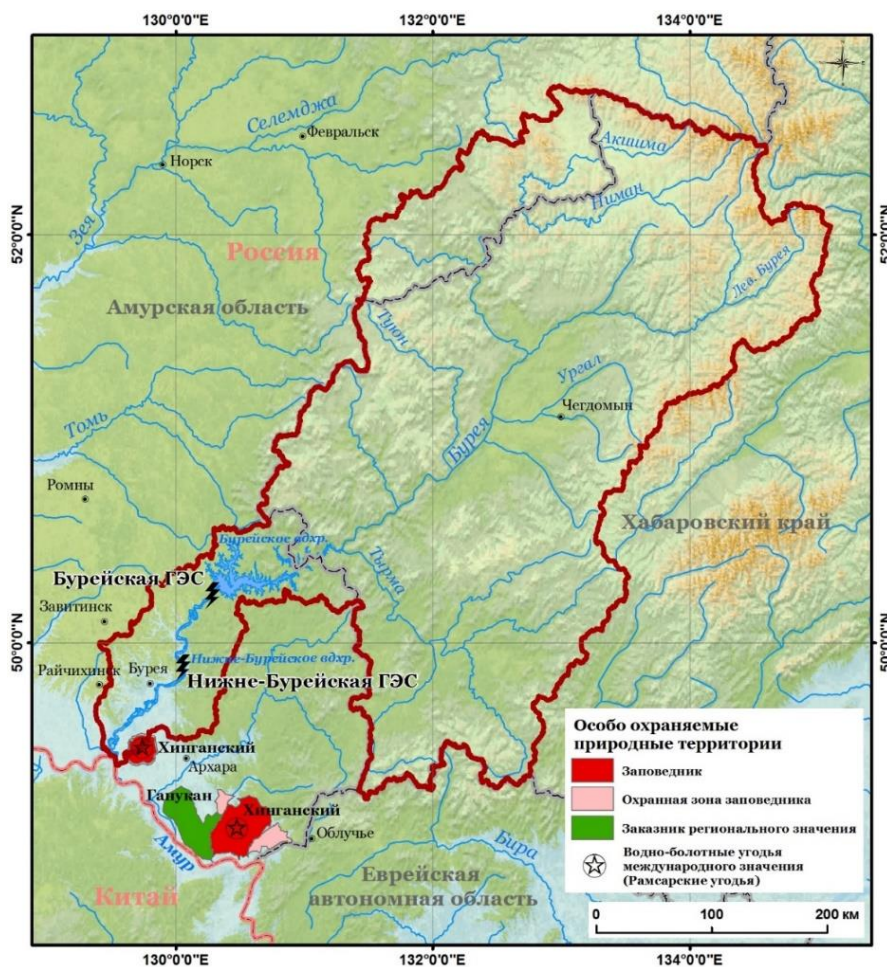 130°0'0"E
132°0'0"E
134°0'0"E
Селемджа
Февральск
Норск
Акшима
Ниман
Зея
52°0'0"N
52°0'0"N
Россия
Лев. Бурея
Амурская область
Туюн
Ургал
Чегдомын
Томь
Бурея
Ромны
Хабаровский край
Бурейское вдхр.
Тырма
Бурейская ГЭС
Завитинск
50°0'0"N
50°0'0"N
Нижне-Бурейское вдхр.
Райчихинск
Бурея
Нижне-Бурейская ГЭС
Хинганский
Архара
Ганукан
Хинганский
Облучье
Амур
Бира
Китай
Еврейская
автономная область
Особо охраняемые
природные территории
Заповедник
Охранная зона заповедника
Заказник регионального значения
Водно-болотные угодья
международного значения
(Рамсарские угодья)
0 100 200 км
130°0'0"E
132°0'0"E
134°0'0"E